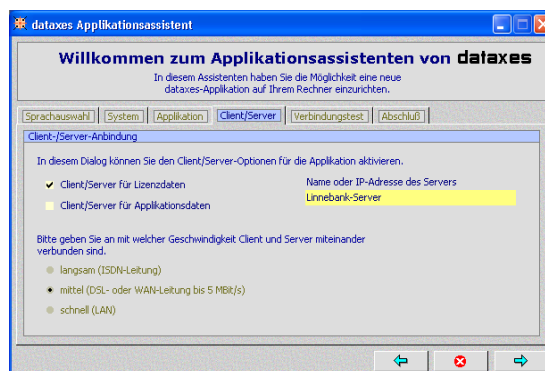 dataxes Applikationsassistent
Willkommen zum Applikationsassistenten von dataxes
In diesem Assistenten haben Sie die Möglichkeit eine neue
dataxes-Applikation auf Ihrem Rechner einzurichten.
Sprachauswahl System Applikation Client/Server Verbindungstest Abschluß
Client-/Server-Anbindung
In diesem Dialog können Sie den Client/Server-Optionen für die Applikation aktivieren.
Client/Server für Lizenzdaten
Name oder IP-Adresse des Servers
Linnebank-Server
Client/Server für Applikationsdaten
Bitte geben Sie an mit welcher Geschwindigkeit Client und Server miteinander
verbunden sind.
langsam (ISDN-Leitung)
mittel (DSL- oder WAN-Leitung bis 5 MBit/s)
schnell (LAN)